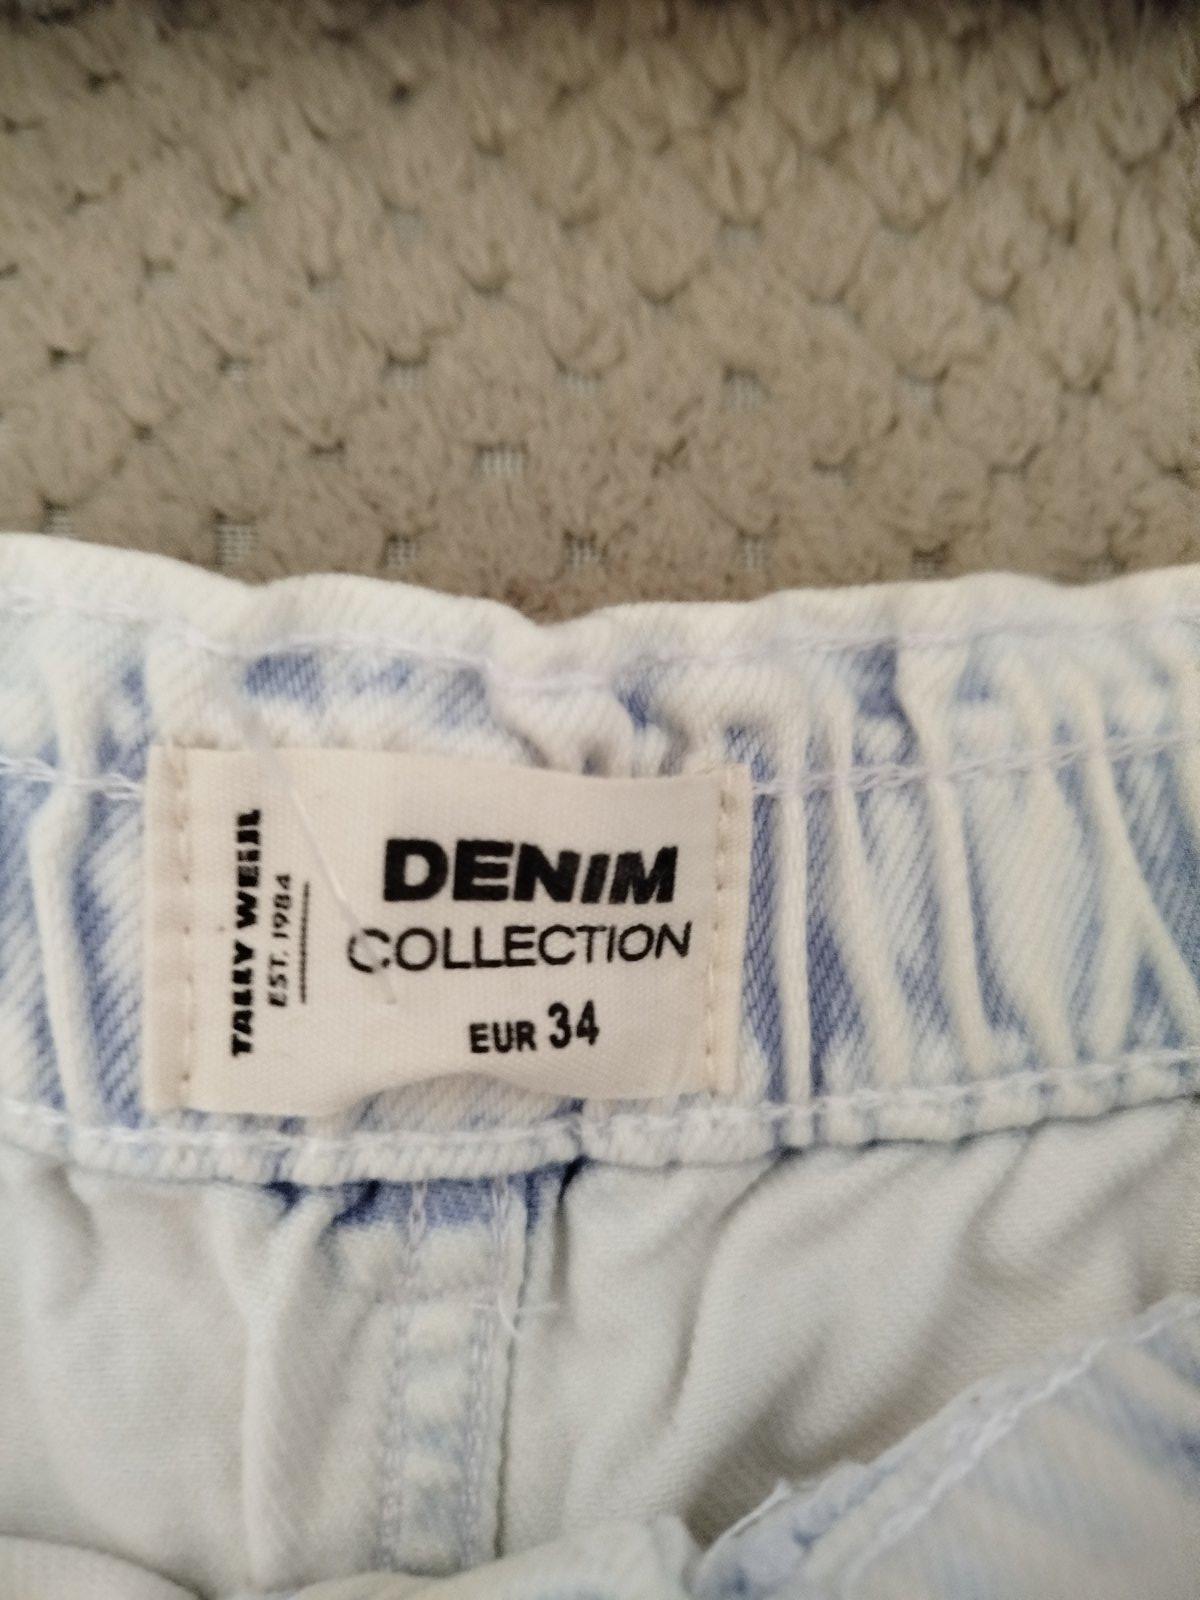 TALLY WEiJL
EST. 1984
DENIM
COLLECTION
EUR 34